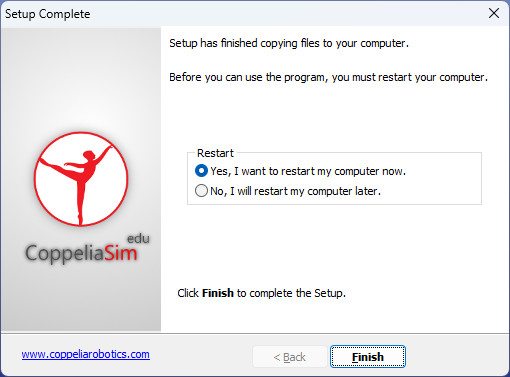 Setup Complete
Setup has finished copying files to your computer.
Before you can use the program, you must restart your computer.
Restart
Yes, I want to restart my computer now.
No, I will restart my computer later.
edu
CoppeliaSim
Click Finish to complete the Setup.
www.coppeliarobotics.com
< Back
Finish